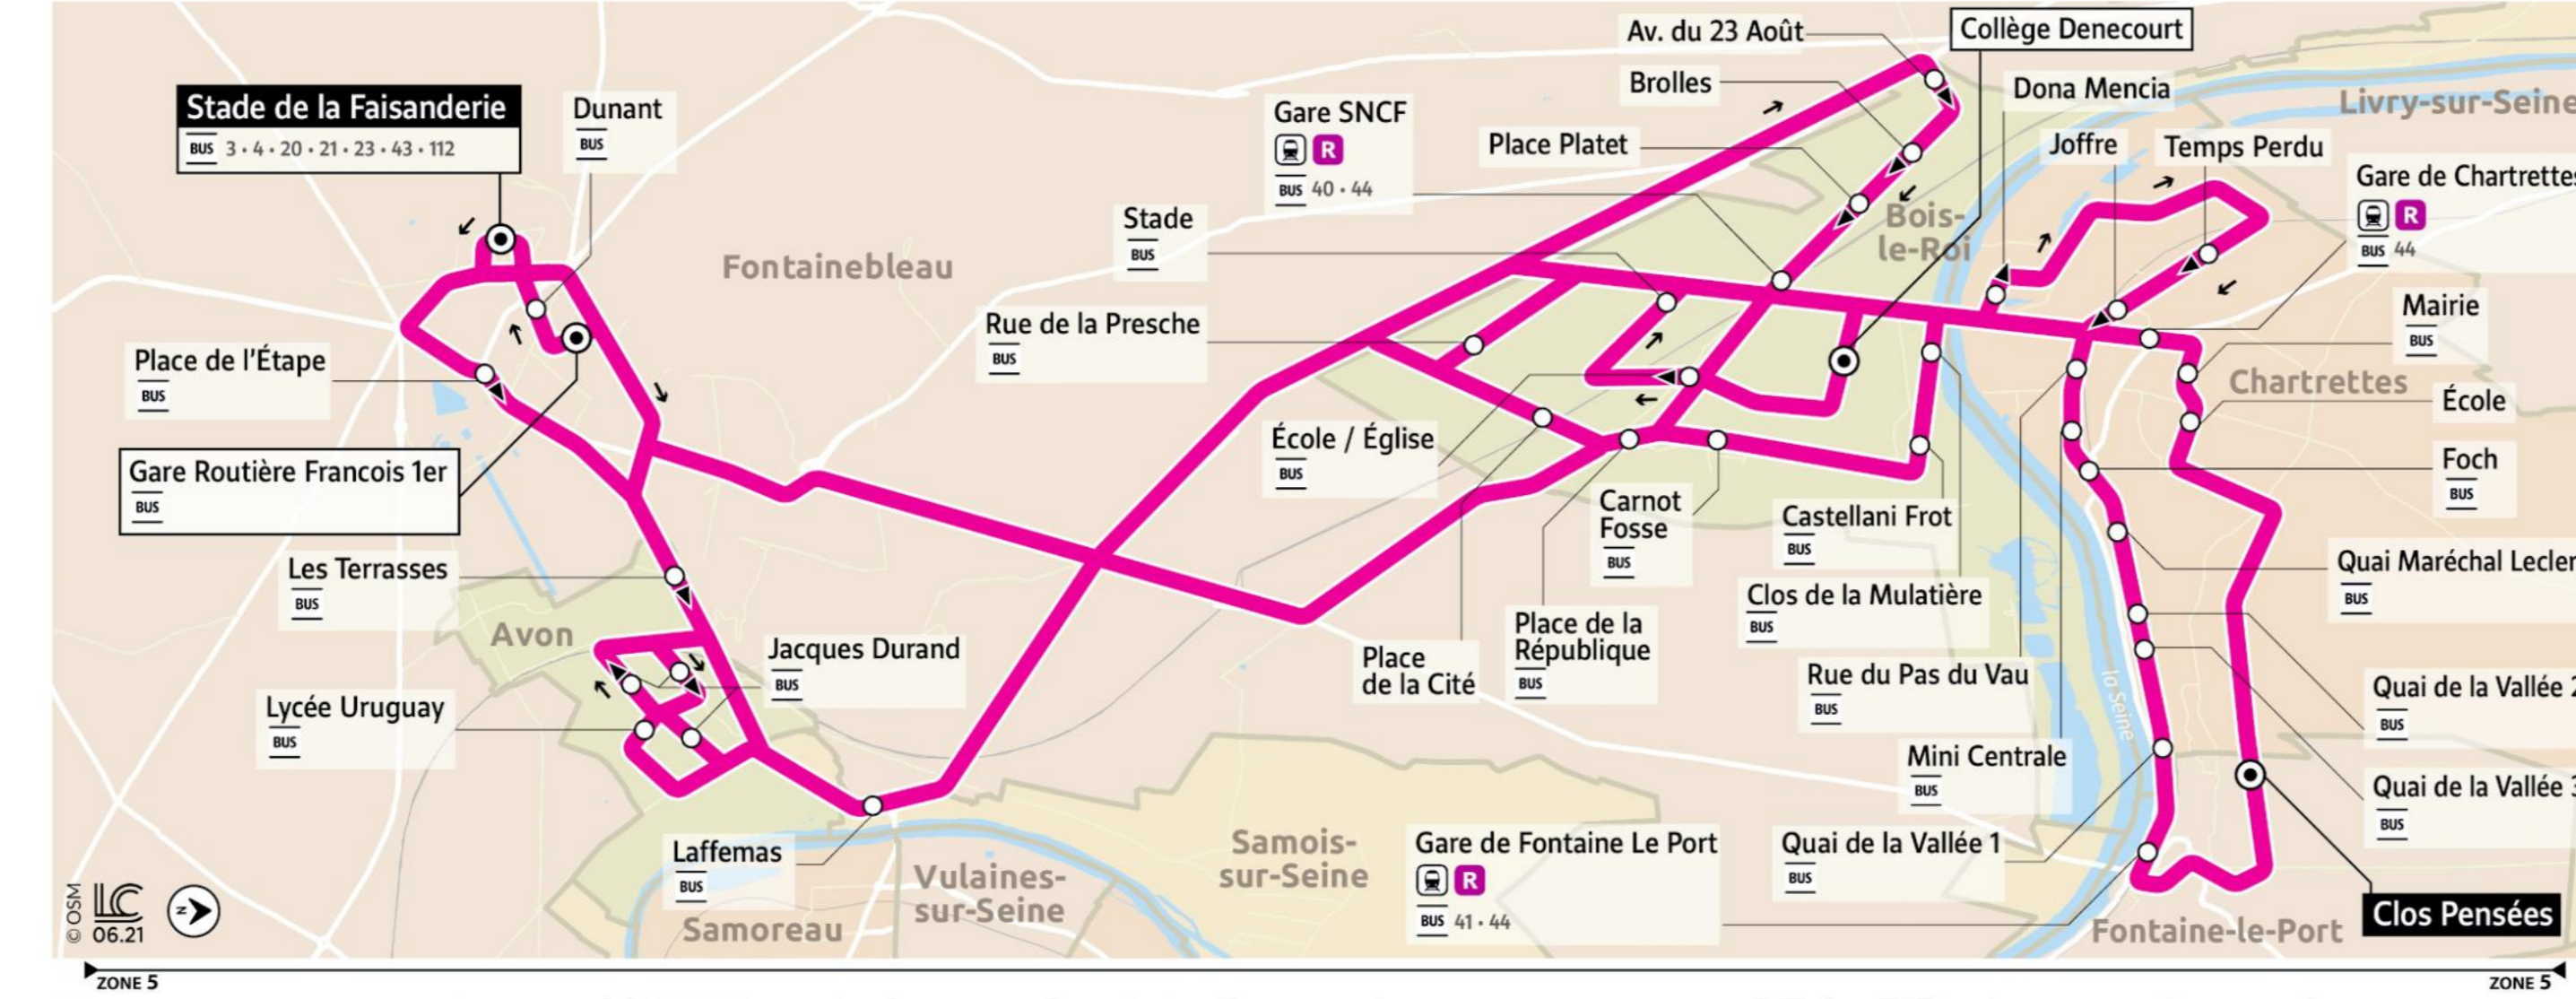 Av. du 23 Août
Collège Denecourt
Brolles
Dona Mencia
Livry-sur-Seine
Stade de la Faisanderie
BUS 3 • 4 • 20 • 21 • 23 • 43 • 112
Dunant
BUS
Gare SNCF
R
BUS 40 • 44
Place Platet
Joffre
Temps Perdu
Gare de Chartrettes
R
BUS 44
Stade
BUS
Bois-
le-Roi
Fontainebleau
Rue de la Presche
BUS
Mairie
BUS
Place de l'Étape
BUS
Chartrettes
École
École / Église
BUS
Foch
BUS
Gare Routière Francois 1er
BUS
Carnot
Fosse
BUS
Castellani Frot
BUS
Quai Maréchal Lecler
BUS
Les Terrasses
BUS
Clos de la Mulatière
BUS
Avon
Jacques Durand
BUS
Place
de la Cité
Place de la
République
BUS
Rue du Pas du Vau
BUS
la Seine
Quai de la Vallée 2
BUS
Lycée Uruguay
BUS
Mini Centrale
BUS
Quai de la Vallée 3
BUS
Laffemas
BUS
Samois-
sur-Seine
Gare de Fontaine Le Port
R
BUS 41 • 44
Quai de la Vallée 1
BUS
Vulaines-
sur-Seine
Samoreau
Fontaine-le-Port
Clos Pensées
© OSM
LC
06.21
N
ZONE 5
ZONE 5